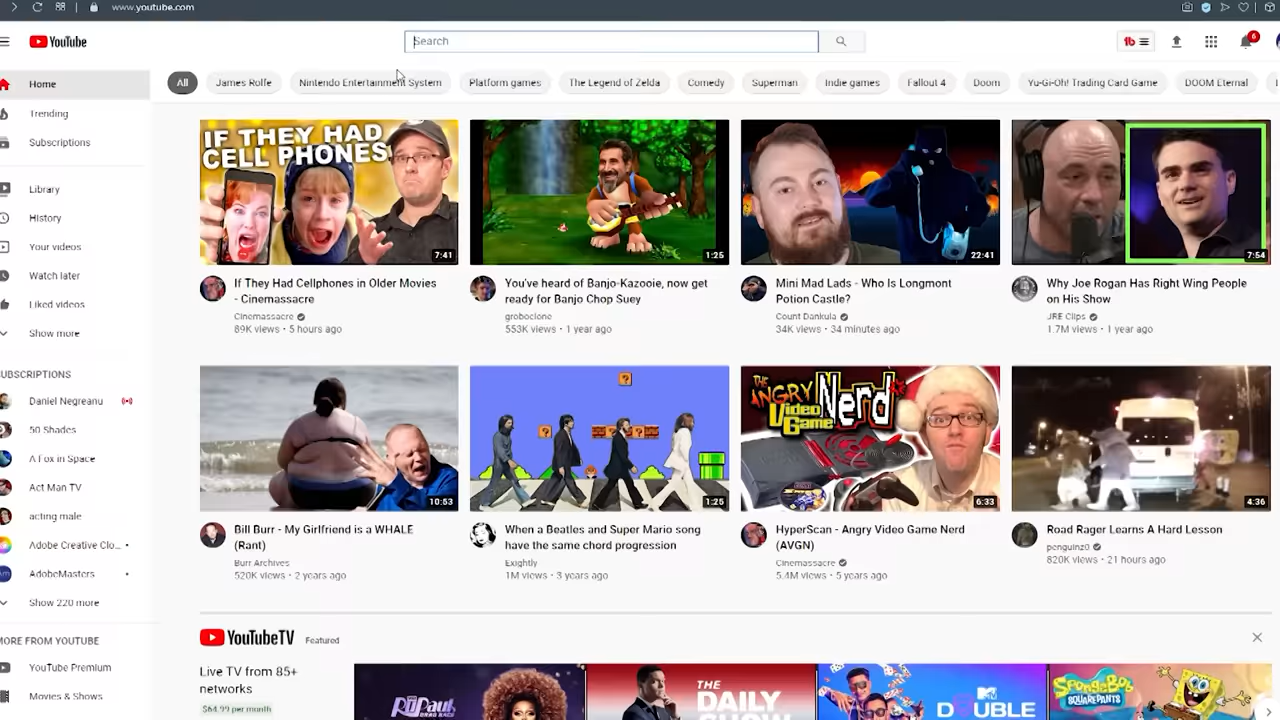 www.youtube.com
YouTube
Search
6
Home
Trending
Subscriptions
Library
History
Your videos
Watch later
Liked videos
Show more
SUBSCRIPTIONS
Daniel Negreanu
50 Shades
A Fox in Space
Act Man TV
acting male
Adobe Creative Clo...
AdobeMasters
Show 220 more
MORE FROM YOUTUBE
YouTube Premium
Movies & Shows
All
James Rolfe
Nintendo Entertainment System
Platform games
The Legend of Zelda
Comedy
Superman
Indie games
Fallout 4
Doom
Yu-Gi-Oh! Trading Card Game
DOOM Eternal
IF THEY HAD
CELL PHONES
7:41
If They Had Cellphones in Older Movies
- Cinemassacre
Cinemassacre
89K views • 5 hours ago
1:25
You've heard of Banjo-Kazooie, now get
ready for Banjo Chop Suey
groboclone
553K views • 1 year ago
22:41
Mini Mad Lads - Who Is Longmont
Potion Castle?
Count Dankula
34K views • 34 minutes ago
7:54
Why Joe Rogan Has Right Wing People
on His Show
JRE Clips
1.7M views • 1 year ago
10:53
Bill Burr - My Girlfriend is a WHALE
(Rant)
Burr Archives
520K views • 2 years ago
1:25
When a Beatles and Super Mario song
have the same chord progression
Exightly
1M views • 3 years ago
THE
ANGRY
Video
Game
Nerd
6:33
HyperScan - Angry Video Game Nerd
(AVGN)
Cinemassacre
5.4M views • 5 years ago
4:36
Road Rager Learns A Hard Lesson
penguinz0
820K views • 21 hours ago
YouTubeTV
Featured
Live TV from 85+
networks
$64.99 per month
RuPaul
DRAG RACE
THE
DAILY
SHOW
MTV
DOUBLE
SpongeBob
SQUAREPANTS